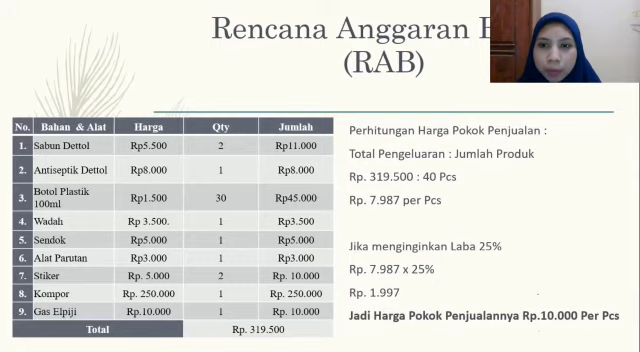 Rencana Anggaran
(RAB)
No. Bahan & Alat Harga Qty Jumlah
1. Sabun Dettol Rp5.500 2 Rp11.000
2. Antiseptik Dettol Rp8.000 1 Rp8.000
3. Botol Plastik 100ml Rp1.500 30 Rp45.000
4. Wadah Rp 3.500. 1 Rp3.500
5. Sendok Rp5.000 1 Rp5.000
6. Alat Parutan Rp3.000 1 Rp3.000
7. Stiker Rp. 5.000 2 Rp. 10.000
8. Kompor Rp. 250.000 1 Rp. 250.000
9. Gas Elpiji Rp.10.000 1 Rp. 10.000
Total Rp. 319.500
Perhitungan Harga Pokok Penjualan :
Total Pengeluaran : Jumlah Produk
Rp. 319.500 : 40 Pcs
Rp. 7.987 per Pcs
Jika menginginkan Laba 25%
Rp. 7.987 x 25%
Rp. 1.997
Jadi Harga Pokok Penjualannya Rp.10.000 Per Pcs